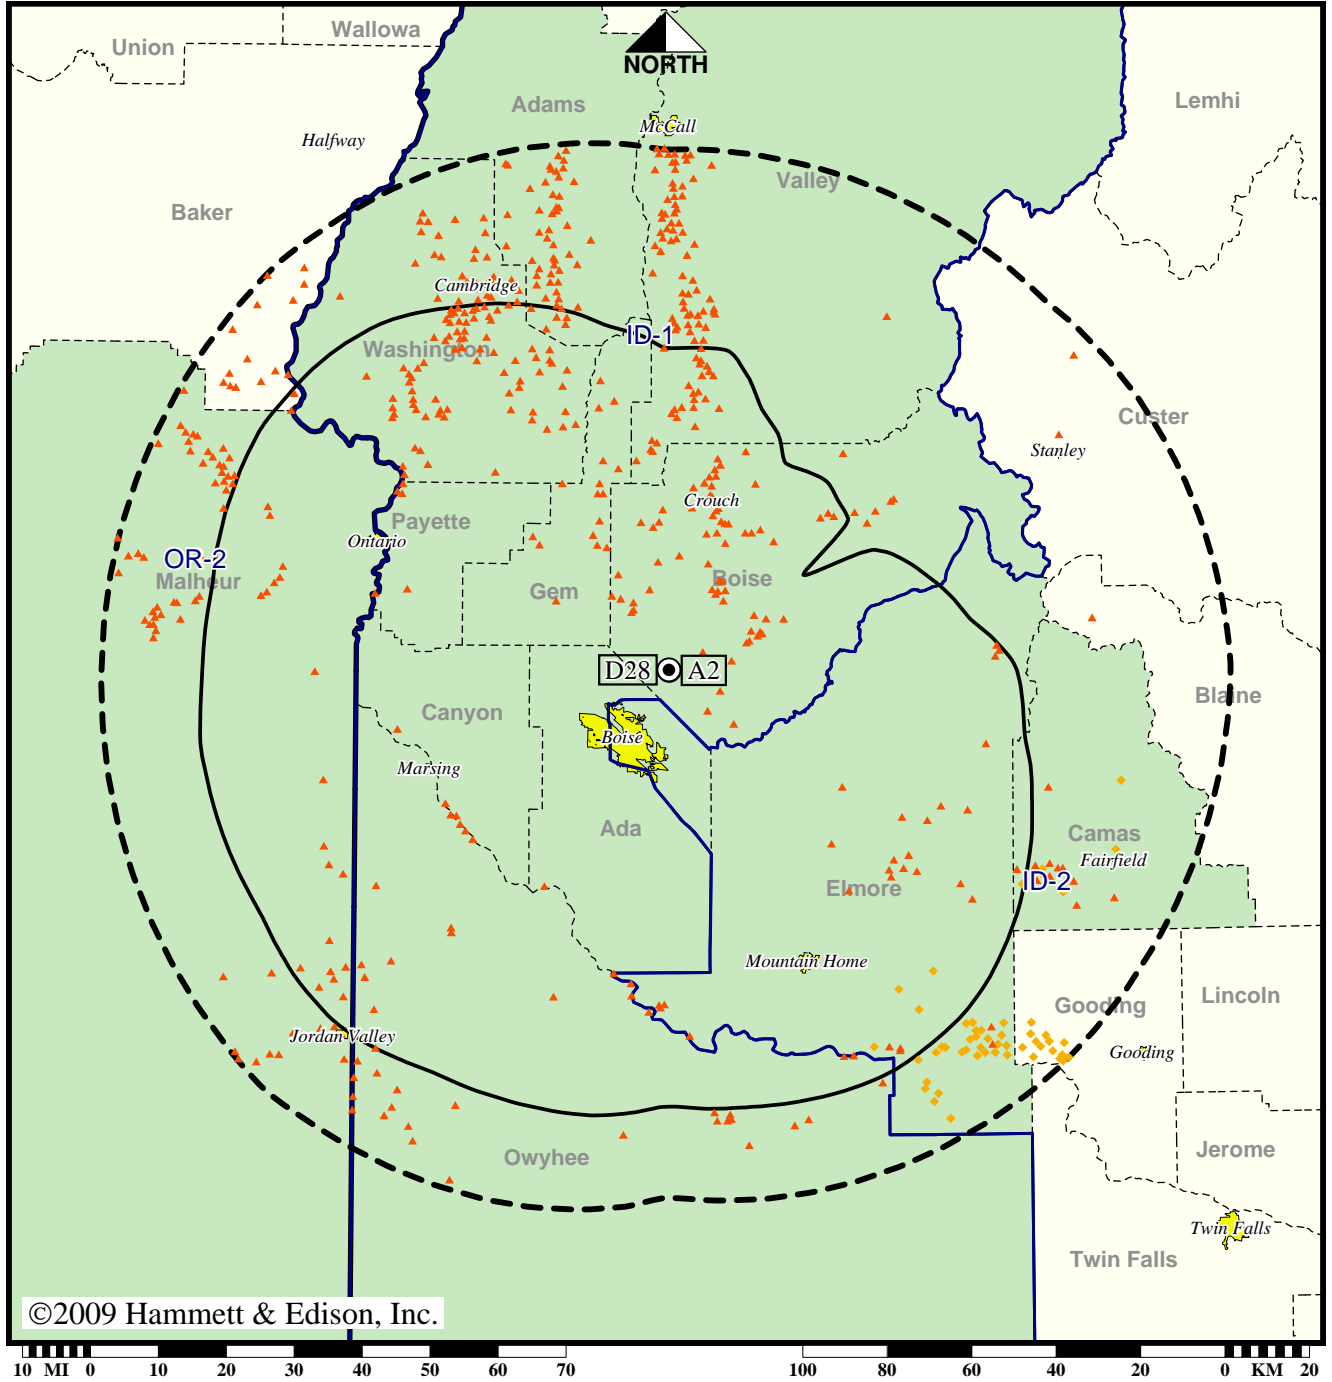 Wallowa
Union
NORTH
Lemhi
Adams
McCall
Halfway
Valley
Baker
Cambridge
ID-1
Washington
Custer
Stanley
Crouch
Payette
Ontario
OR-2
Malheur
Gem
Boise
D28
A2
Blaine
Canyon
Boise
Marsing
Ada
Camas
Fairfield
ID-2
Elmore
Mountain Home
Lincoln
Gooding
Jordan Valley
Gooding
Owyhee
Jerome
Twin Falls
Twin Falls
©2009 Hammett & Edison, Inc.
10 MI 0 10 20 30 40 50 60 70 100 80 60 40 20 0 KM 20